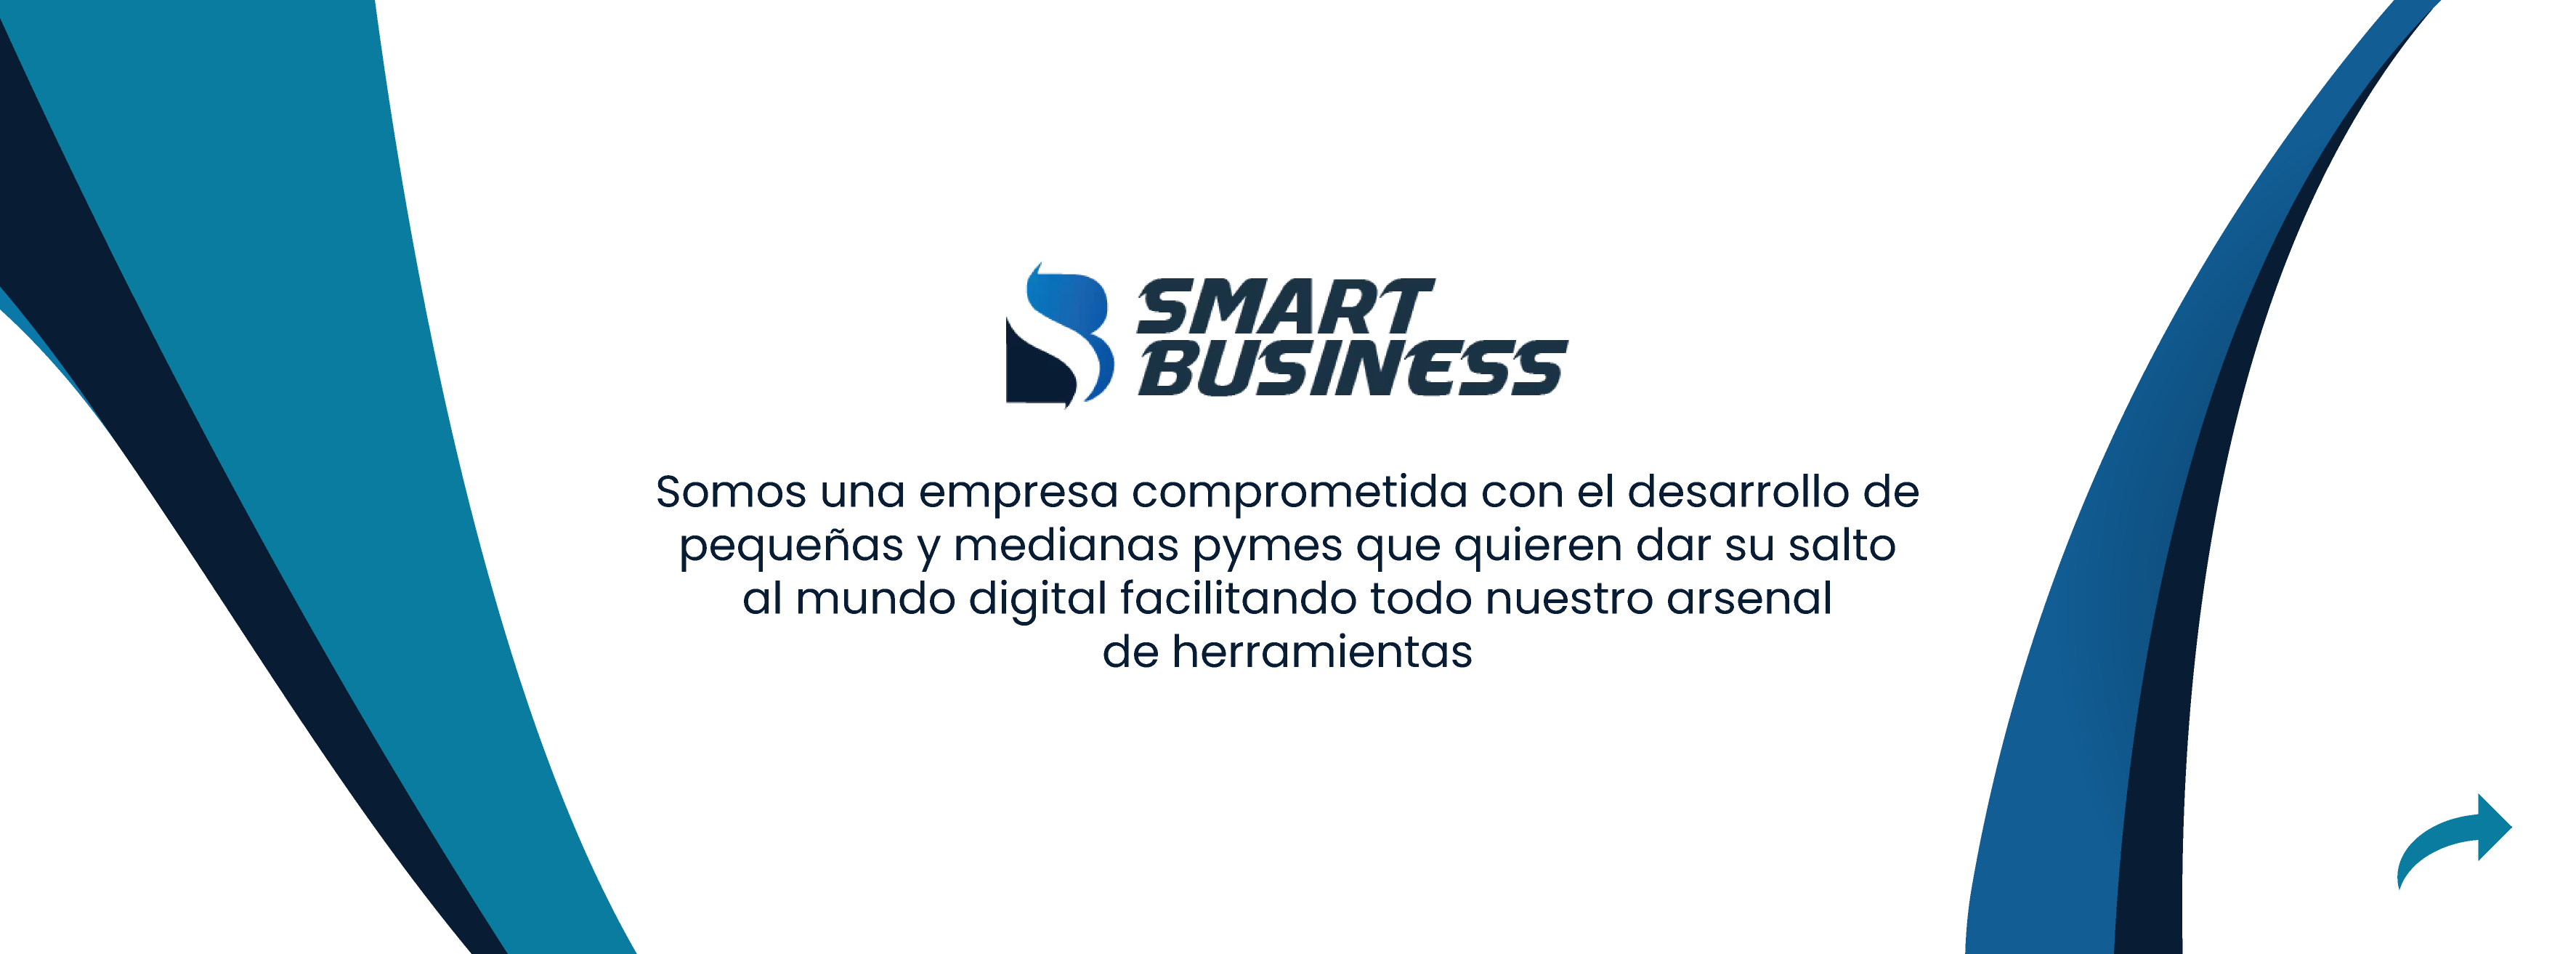 SMART
BUSINESS
Somos una empresa comprometida con el desarrollo de
pequeñas y medianas pymes que quieren dar su salto
al mundo digital facilitando todo nuestro arsenal
de herramientas